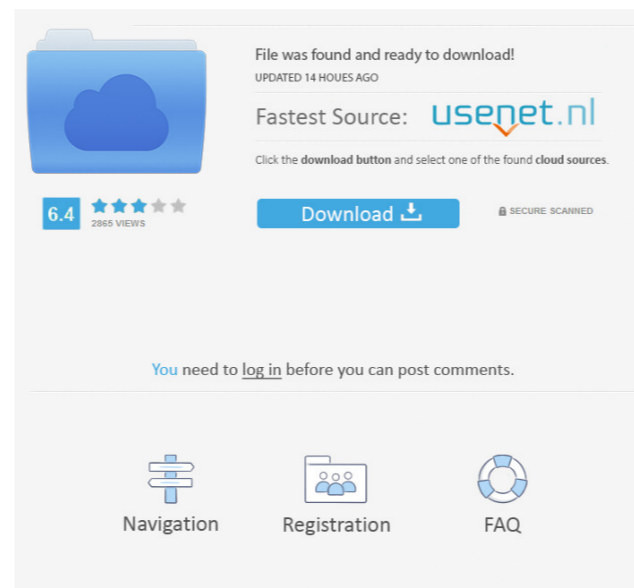 File was found and ready to download!
UPDATED 14 HOUES AGO
Fastest Source: usenet.nl
Click the download button and select one of the found cloud sources.
6.4
2865 VIEWS
Download
SECURE SCANNED
You need to log in before you can post comments.
Navigation
Registration
FAQ